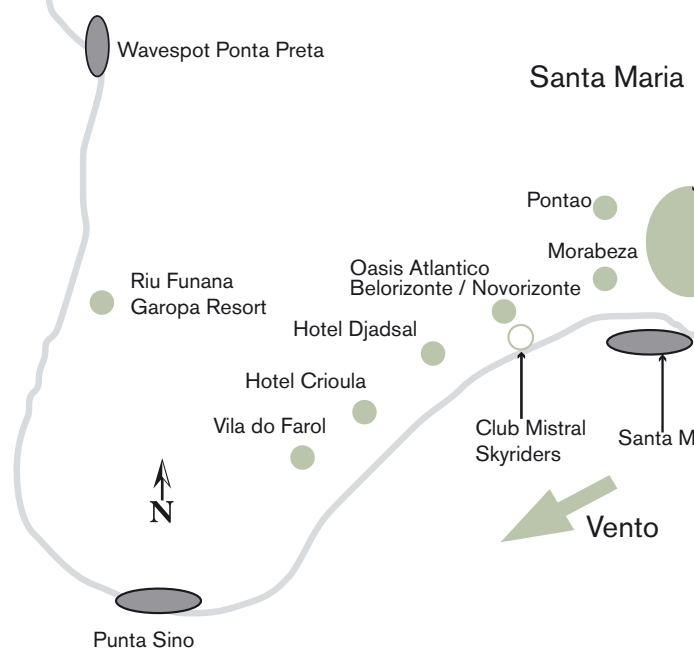 Wavespot Ponta Preta
Santa Maria
Pontao
Morabeza
Oasis Atlantico
Belorizonte / Novorizonte
Riu Funana
Garopa Resort
Hotel Djadsal
Hotel Crioula
Vila do Farol
Club Mistral
Skyriders
Santa M
N
Vento
Punta Sino